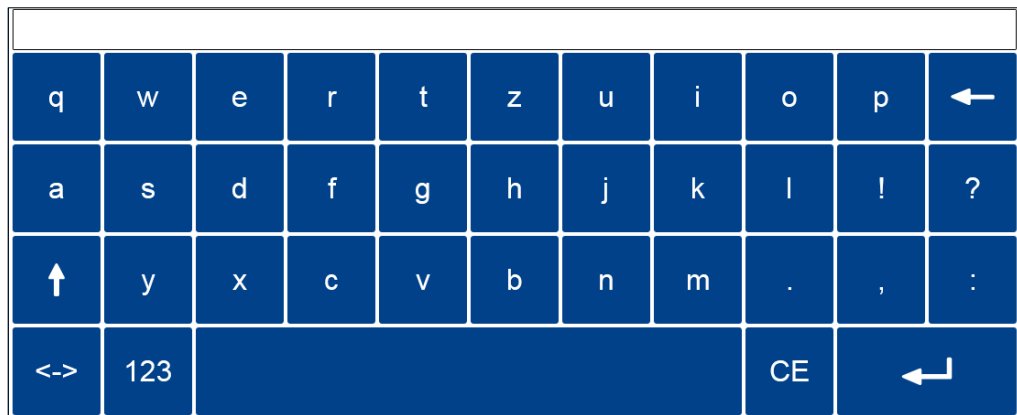 q w e r t z u i o p ←
a s d f g h j k l ! ?
↑ y x c v b n m . , :
<-> 123 CE ↵